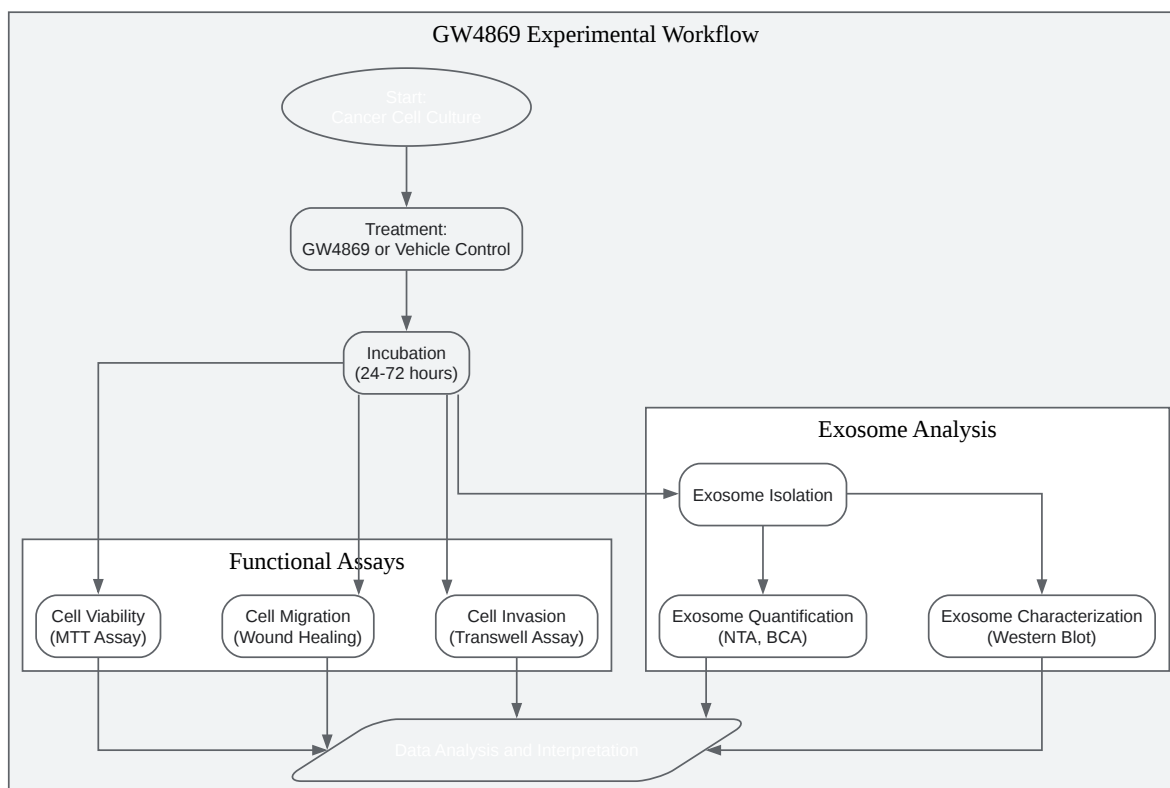 GW4869 Experimental Workflow
Start:
Cancer Cell Culture
Treatment:
GW4869 or Vehicle Control
Incubation
(24-72 hours)
Exosome Analysis
Exosome Isolation
Functional Assays
Cell Viability
(MTT Assay)
Cell Migration
(Wound Healing)
Cell Invasion
(Transwell Assay)
Exosome Quantification
(NTA, BCA)
Exosome Characterization
(Western Blot)
Data Analysis and Interpretation